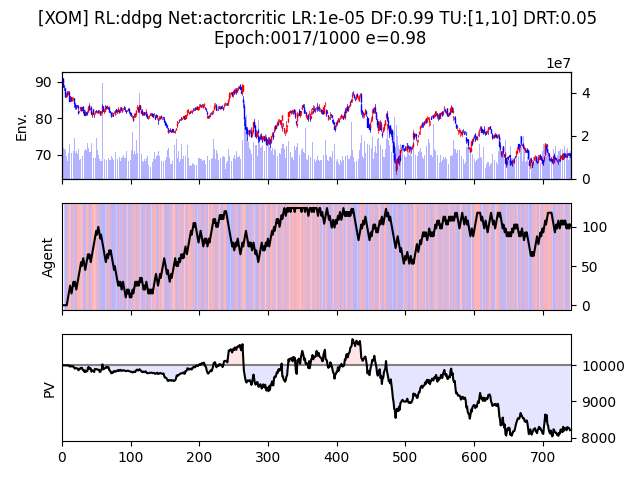 [XOM] RL:ddpg Net:actorcritic LR:1e-05 DF:0.99 TU:[1,10] DRT:0.05
Epoch:0017/1000 e=0.98
1e7
90
80
70
Env.
4
2
0
Agent
100
50
0
PV
10000
9000
8000
0 100 200 300 400 500 600 700